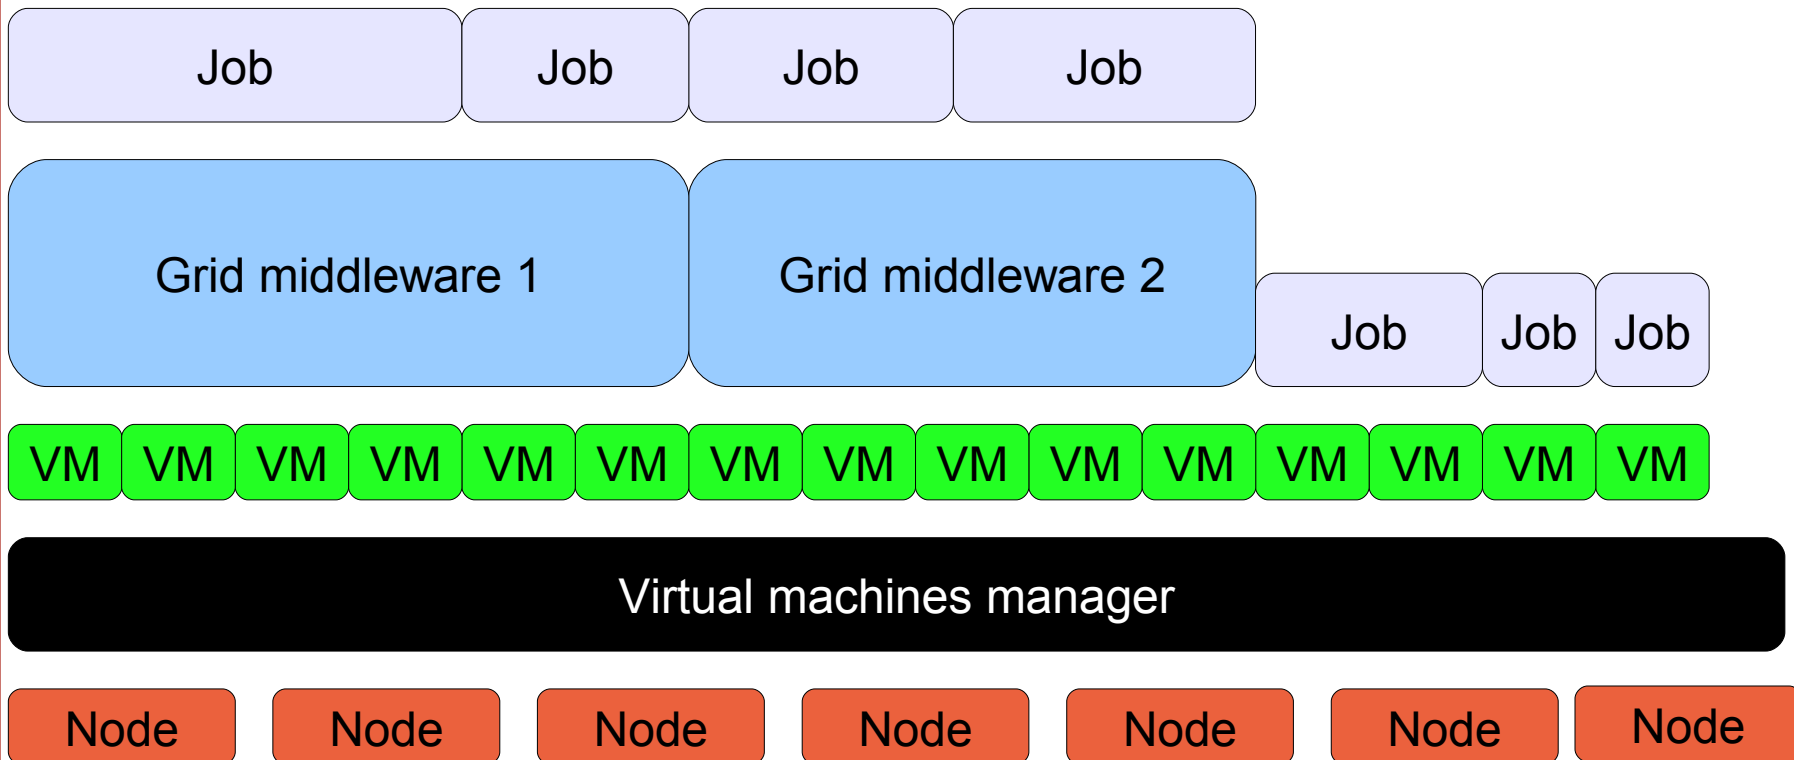 Job Job Job Job
Grid middleware 1 Grid middleware 2
Job Job Job
VM VM VM VM VM VM VM VM VM VM VM VM VM VM VM
Virtual machines manager
Node Node Node Node Node Node Node